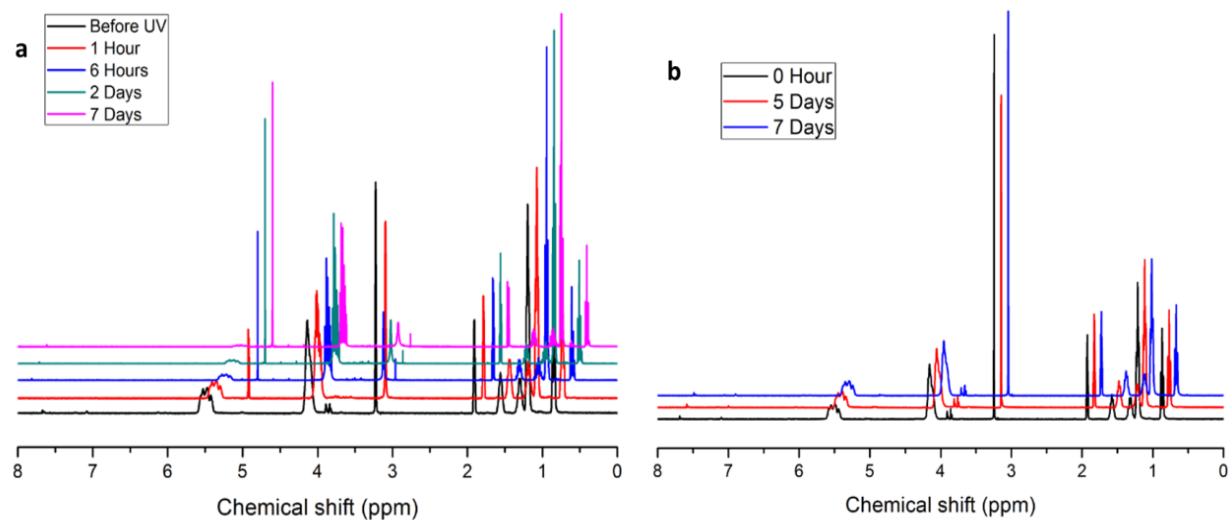 a
Before UV
1 Hour
6 Hours
2 Days
7 Days
8 7 6 5 4 3 2 1 0
Chemical shift (ppm)
b
0 Hour
5 Days
7 Days
8 7 6 5 4 3 2 1 0
Chemical shift (ppm)